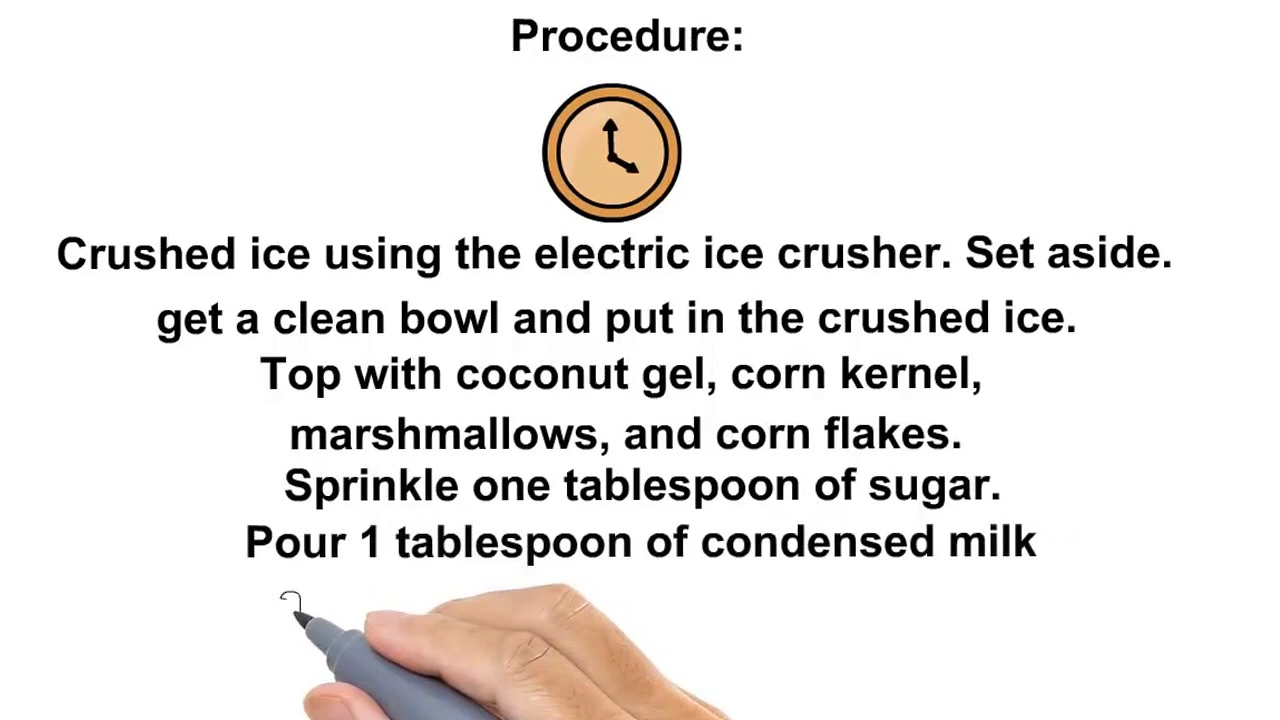 Procedure:
Crushed ice using the electric ice crusher. Set aside.
get a clean bowl and put in the crushed ice.
Top with coconut gel, corn kernel,
marshmallows, and corn flakes.
Sprinkle one tablespoon of sugar.
Pour 1 tablespoon of condensed milk